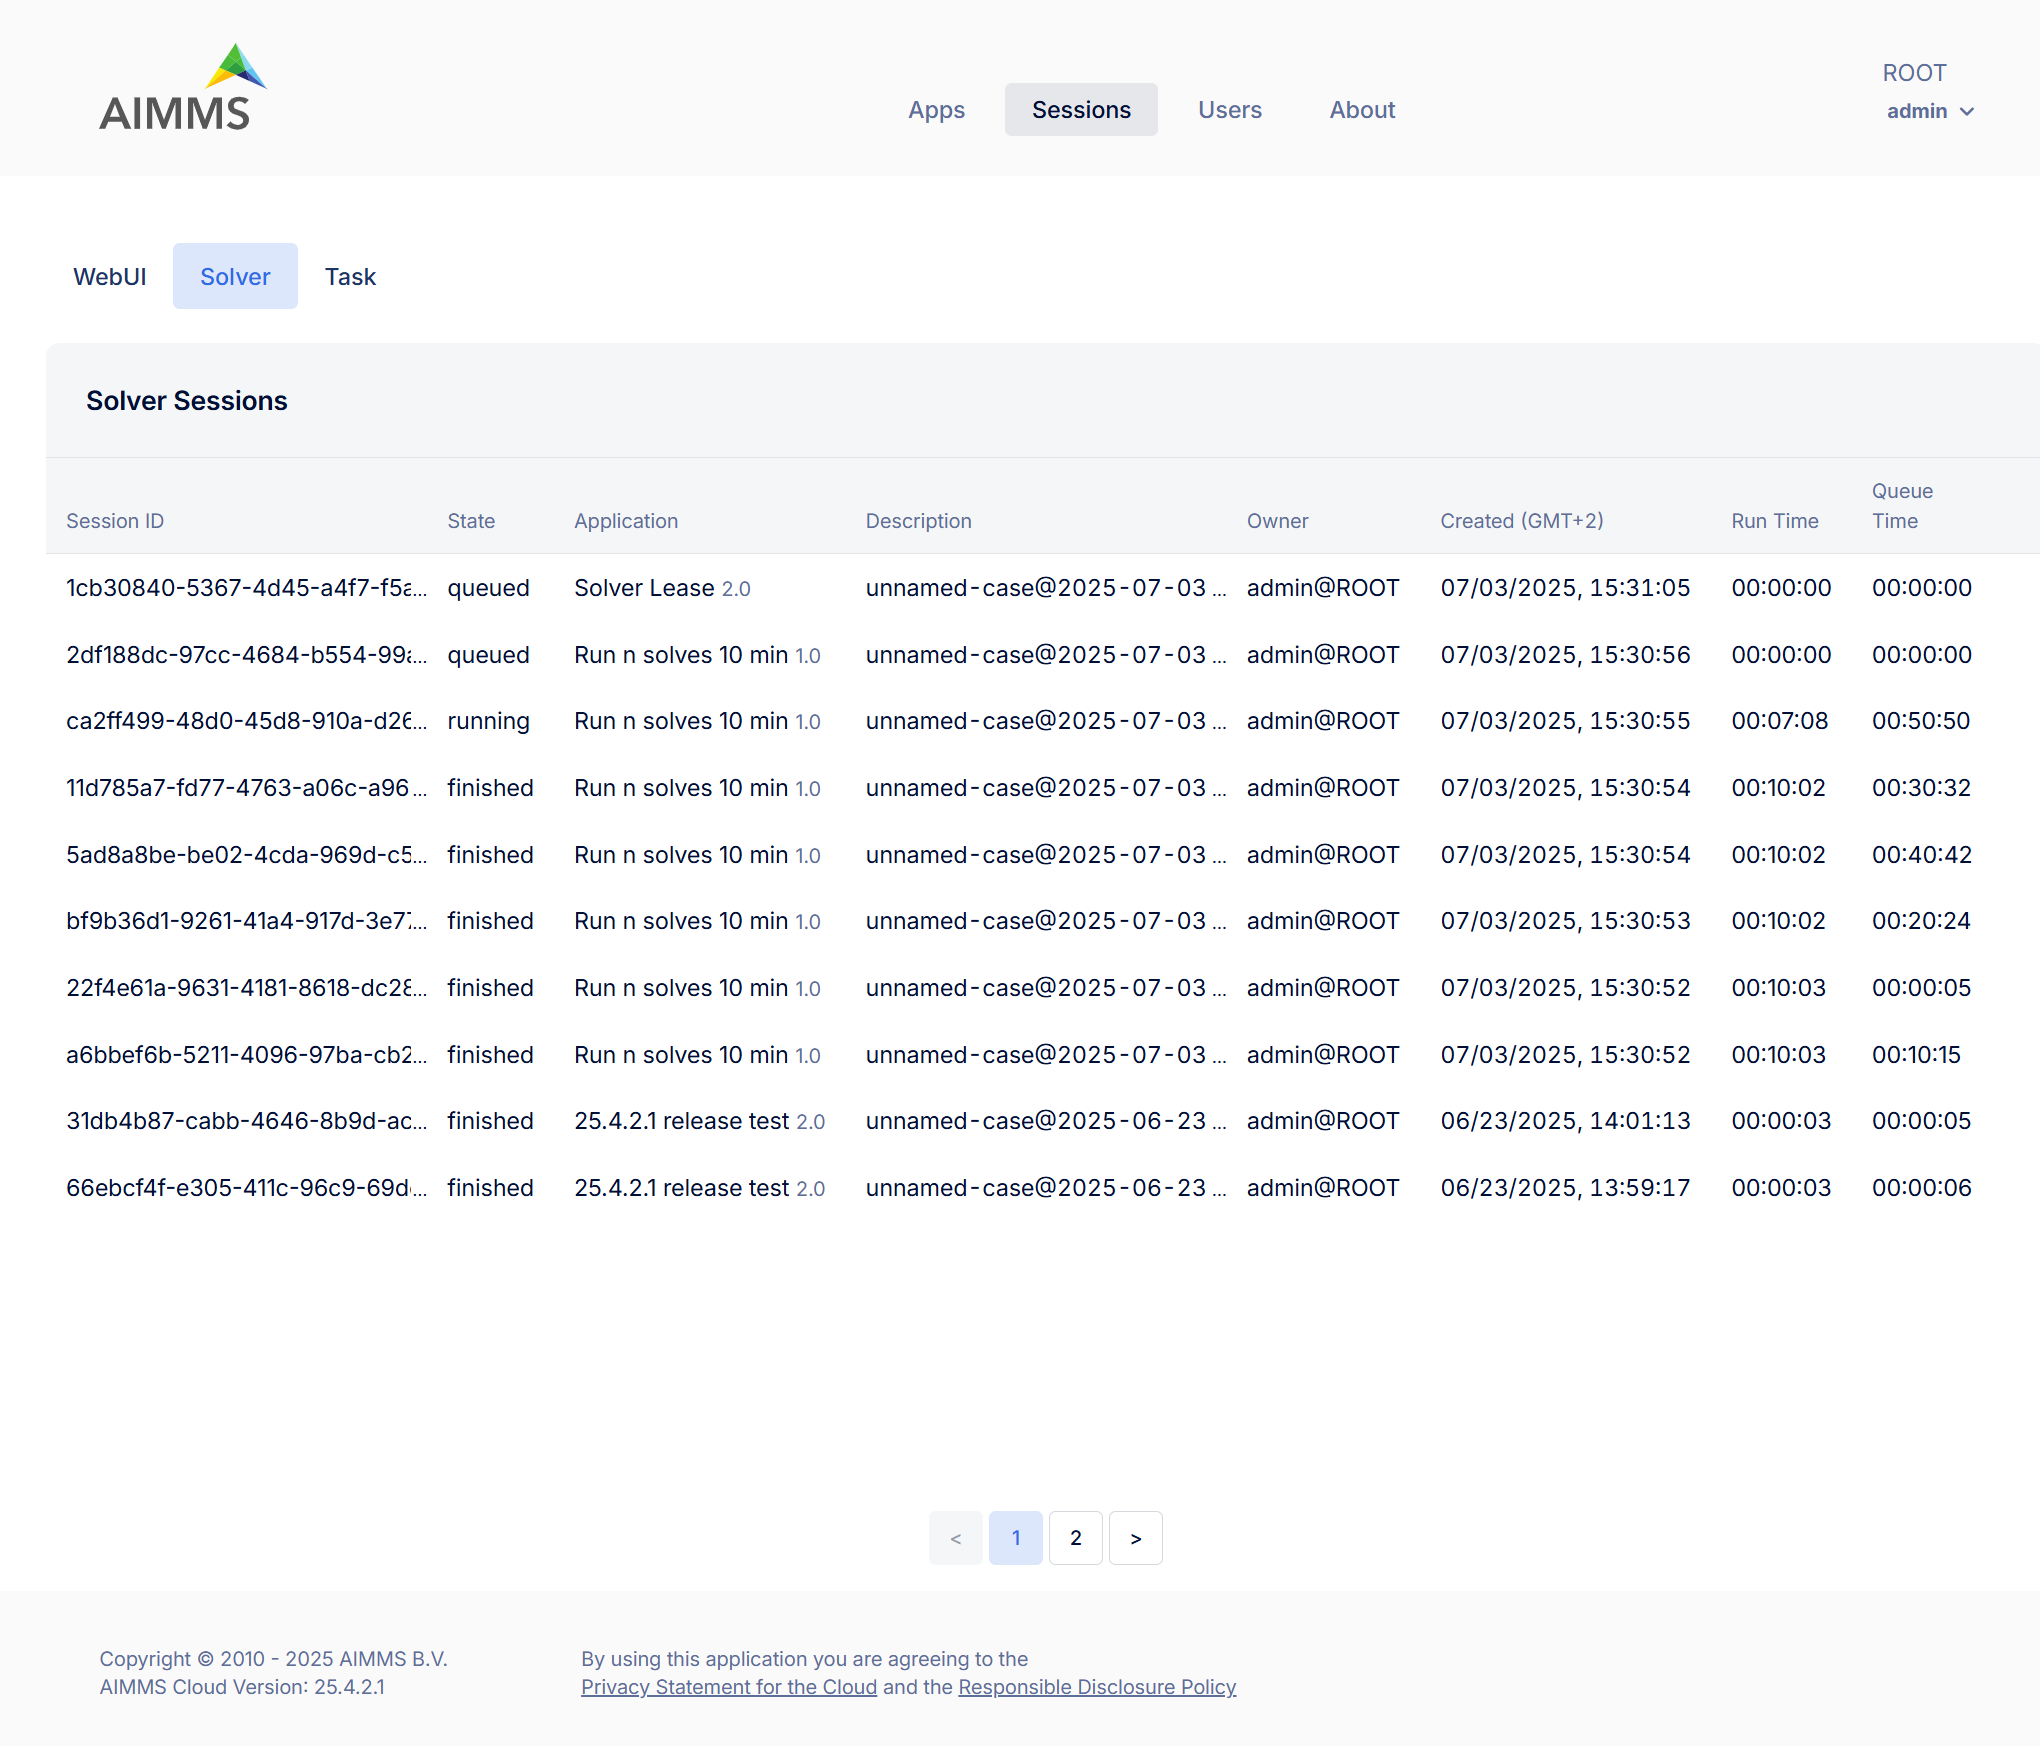 AIMMS
Apps Sessions Users About
ROOT
admin
WebUI Solver Task
Solver Sessions
Session ID State Application Description Owner Created (GMT+2) Run Time Queue Time
1cb30840-5367-4d45-a4f7-f5a... queued Solver Lease 2.0 unnamed-case@2025-07-03 ... admin@ROOT 07/03/2025, 15:31:05 00:00:00 00:00:00
2df188dc-97cc-4684-b554-99a... queued Run n solves 10 min 1.0 unnamed-case@2025-07-03 ... admin@ROOT 07/03/2025, 15:30:56 00:00:00 00:00:00
ca2ff499-48d0-45d8-910a-d26... running Run n solves 10 min 1.0 unnamed-case@2025-07-03 ... admin@ROOT 07/03/2025, 15:30:55 00:07:08 00:50:50
11d785a7-fd77-4763-a06c-a96... finished Run n solves 10 min 1.0 unnamed-case@2025-07-03 ... admin@ROOT 07/03/2025, 15:30:54 00:10:02 00:30:32
5ad8a8be-be02-4cda-969d-c5... finished Run n solves 10 min 1.0 unnamed-case@2025-07-03 ... admin@ROOT 07/03/2025, 15:30:54 00:10:02 00:40:42
bf9b36d1-9261-41a4-917d-3e77... finished Run n solves 10 min 1.0 unnamed-case@2025-07-03 ... admin@ROOT 07/03/2025, 15:30:53 00:10:02 00:20:24
22f4e61a-9631-4181-8618-dc28... finished Run n solves 10 min 1.0 unnamed-case@2025-07-03 ... admin@ROOT 07/03/2025, 15:30:52 00:10:03 00:00:05
a6bbef6b-5211-4096-97ba-cb2... finished Run n solves 10 min 1.0 unnamed-case@2025-07-03 ... admin@ROOT 07/03/2025, 15:30:52 00:10:03 00:10:15
31db4b87-cabb-4646-8b9d-ac... finished 25.4.2.1 release test 2.0 unnamed-case@2025-06-23 ... admin@ROOT 06/23/2025, 14:01:13 00:00:03 00:00:05
66ebcf4f-e305-411c-96c9-69d... finished 25.4.2.1 release test 2.0 unnamed-case@2025-06-23 ... admin@ROOT 06/23/2025, 13:59:17 00:00:03 00:00:06
< 1 2 >
Copyright © 2010 - 2025 AIMMS B.V.
AIMMS Cloud Version: 25.4.2.1
By using this application you are agreeing to the
Privacy Statement for the Cloud and the Responsible Disclosure Policy